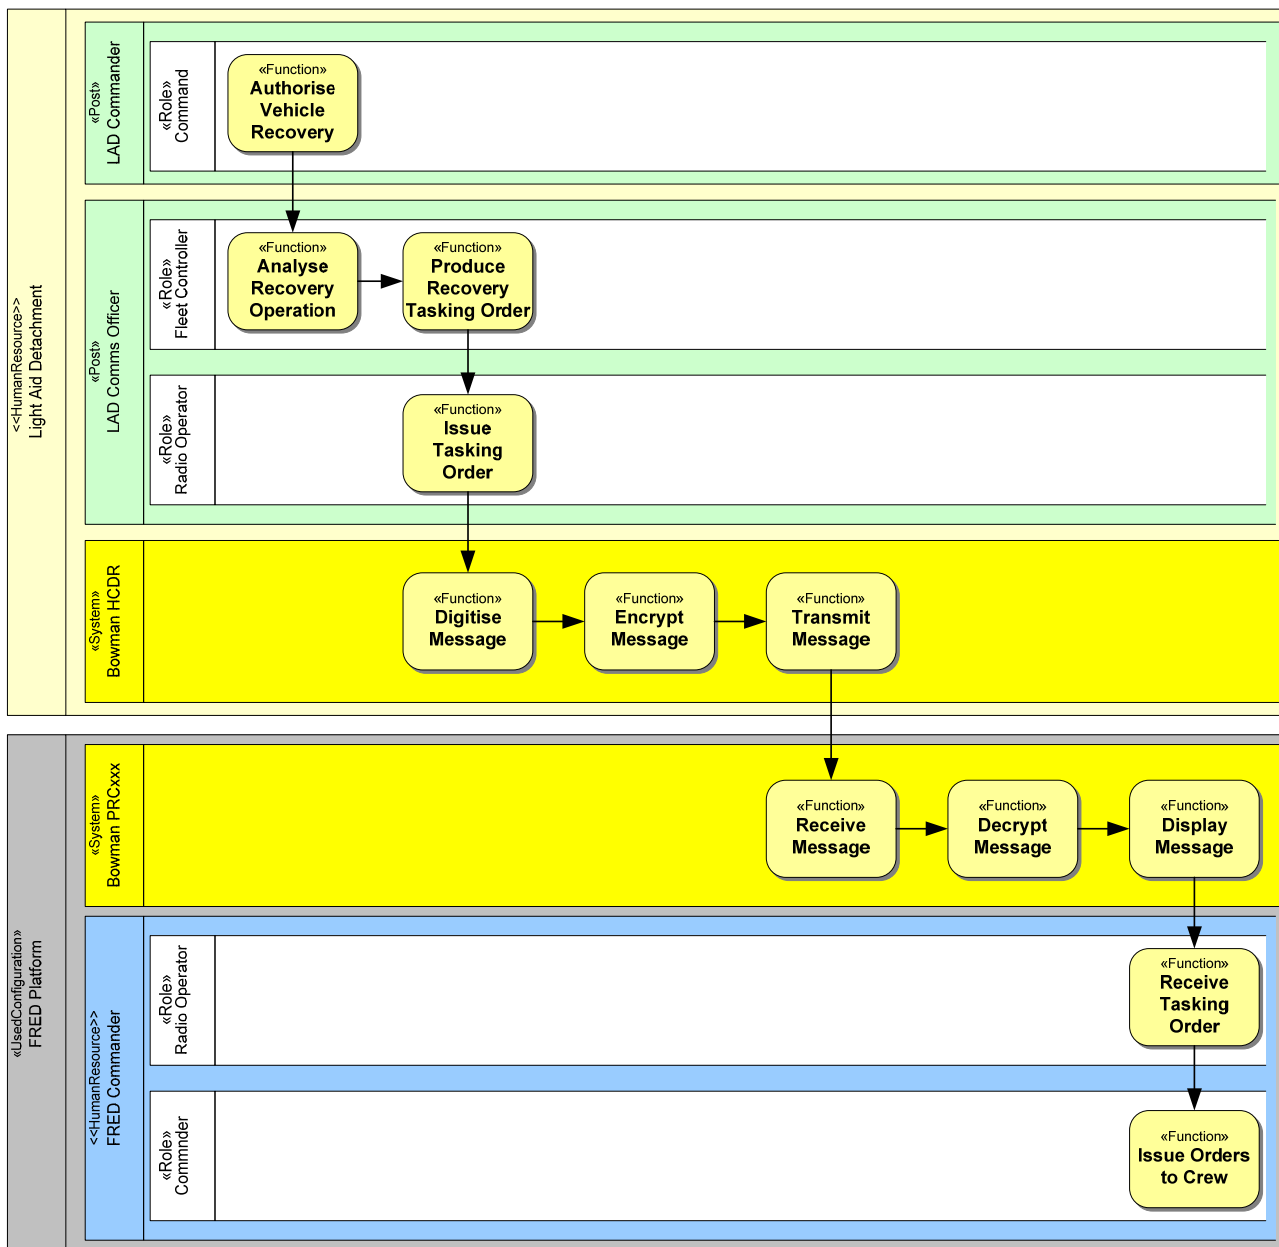 <<HumanResource>>
Light Aid Detachment
«Post»
LAD Commander
«Role»
Command
«Function»
Authorise
Vehicle
Recovery
«Post»
LAD Comms Officer
«Role»
Fleet Controller
«Function»
Analyse
Recovery
Operation
«Function»
Produce
Recovery
Tasking Order
«Role»
Radio Operator
«Function»
Issue
Tasking
Order
«System»
Bowman HCDR
«Function»
Digitise
Message
«Function»
Encrypt
Message
«Function»
Transmit
Message
«UsedConfiguration»
FRED Platform
«System»
Bowman PRCxxx
«Function»
Receive
Message
«Function»
Decrypt
Message
«Function»
Display
Message
<<HumanResource>>
FRED Commander
«Role»
Radio Operator
«Function»
Receive
Tasking
Order
«Role»
Commnder
«Function»
Issue Orders
to Crew